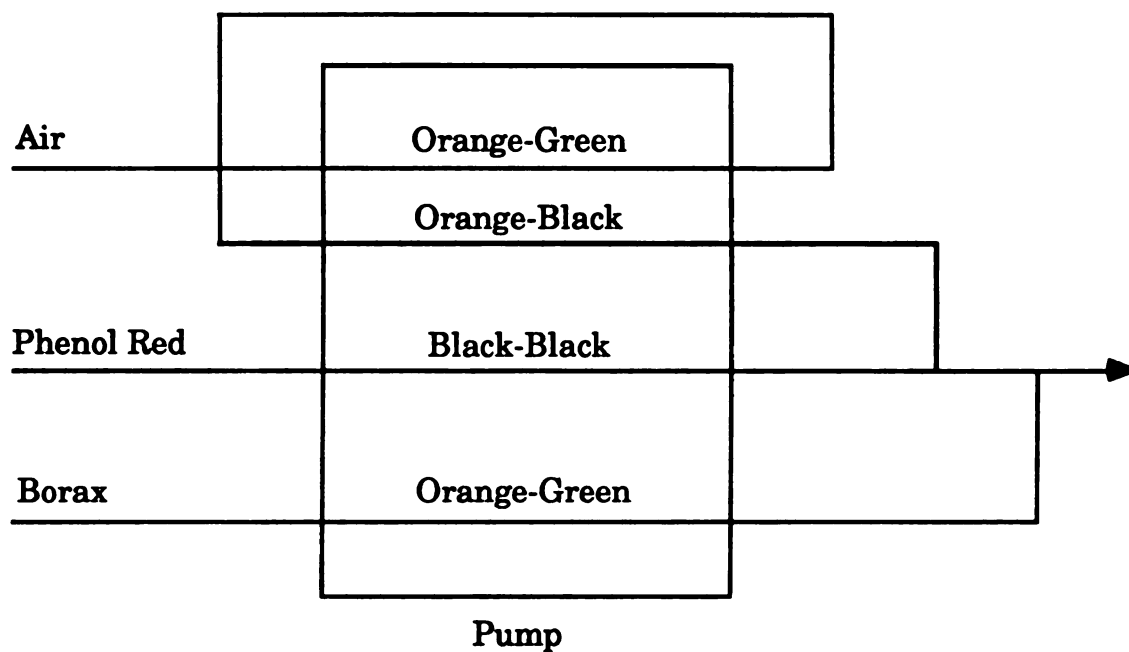 Air
Orange-Green
Orange-Black
Phenol Red
Black-Black
Borax
Orange-Green
Pump